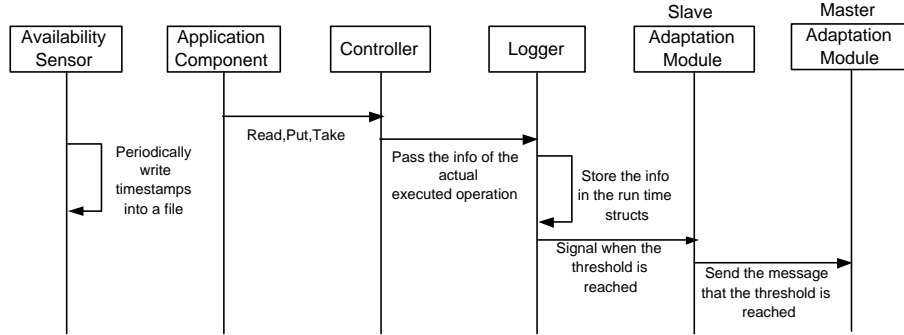 Slave
Master
Availability
Sensor
Application
Component
Controller
Logger
Adaptation
Module
Adaptation
Module
Read,Put,Take
Periodically
write
timestamps
into a file
Pass the info of the
actual
executed operation
Store the info
in the run time
structs
Signal when the
threshold is
reached
Send the message
that the threshold is
reached